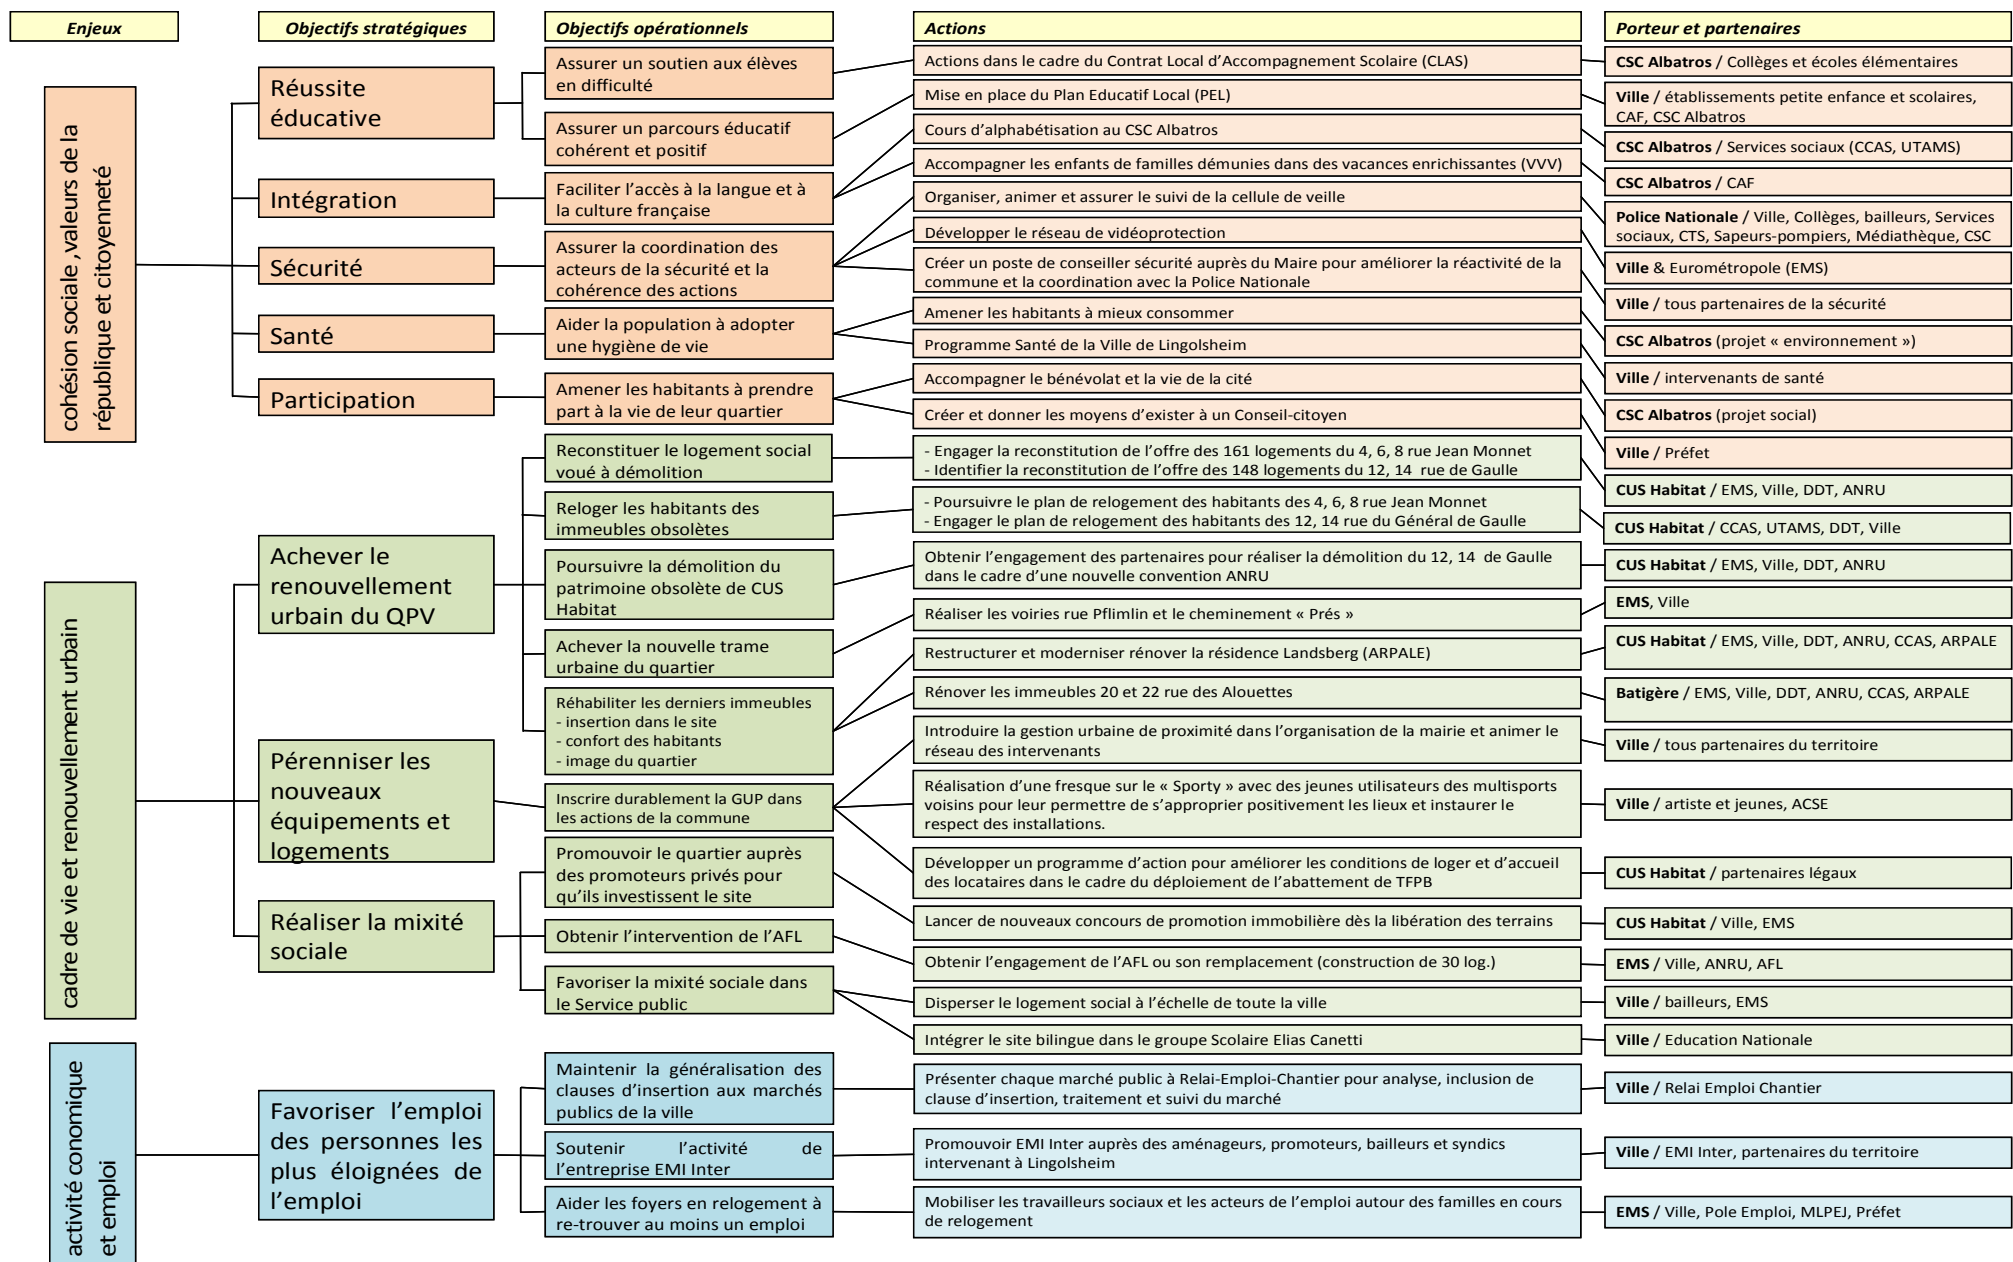 Enjeux
Objectifs stratégiques
Objectifs opérationnels
Actions
Porteur et partenaires
cohésion sociale ,valeurs de la
république et citoyenneté
Réussite
éducative
Intégration
Sécurité
Santé
Participation
Assurer un soutien aux élèves
en difficulté
Assurer un parcours éducatif
cohérent et positif
Faciliter l’accès à la langue et à
la culture française
Assurer la coordination des
acteurs de la sécurité et la
cohérence des actions
Aider la population à adopter
une hygiène de vie
Amener les habitants à prendre
part à la vie de leur quartier
Actions dans le cadre du Contrat Local d’Accompagnement Scolaire (CLAS)
Mise en place du Plan Educatif Local (PEL)
Cours d’alphabétisation au CSC Albatros
Accompagner les enfants de familles démunies dans des vacances enrichissantes (VVV)
Organiser, animer et assurer le suivi de la cellule de veille
Développer le réseau de vidéoprotection
Créer un poste de conseiller sécurité auprès du Maire pour améliorer la réactivité de la
commune et la coordination avec la Police Nationale
Amener les habitants à mieux consommer
Programme Santé de la Ville de Lingolsheim
Accompagner le bénévolat et la vie de la cité
Créer et donner les moyens d’exister à un Conseil-citoyen
CSC Albatros / Collèges et écoles élémentaires
Ville / établissements petite enfance et scolaires,
CAF, CSC Albatros
CSC Albatros / Services sociaux (CCAS, UTAMS)
CSC Albatros / CAF
Police Nationale / Ville, Collèges, bailleurs, Services
sociaux, CTS, Sapeurs-pompiers, Médiathèque, CSC
Ville & Eurométropole (EMS)
Ville / tous partenaires de la sécurité
CSC Albatros (projet « environnement »)
Ville / intervenants de santé
CSC Albatros (projet social)
Ville / Préfet
cadre de vie et renouvellement urbain
Achever le
renouvellement
urbain du QPV
Pérenniser les
nouveaux
équipements et
logements
Réaliser la mixité
sociale
Reconstituer le logement social
voué à démolition
Reloger les habitants des
immeubles obsolètes
Poursuivre la démolition du
patrimoine obsolète de CUS
Habitat
Achever la nouvelle trame
urbaine du quartier
Réhabiliter les derniers immeubles
- insertion dans le site
- confort des habitants
- image du quartier
Inscrire durablement la GUP dans
les actions de la commune
Promouvoir le quartier auprès
des promoteurs privés pour
qu’ils investissent le site
Obtenir l’intervention de l’AFL
Favoriser la mixité sociale dans
le Service public
- Engager la reconstitution de l’offre des 161 logements du 4, 6, 8 rue Jean Monnet
- Identifier la reconstitution de l’offre des 148 logements du 12, 14 rue de Gaulle
- Poursuivre le plan de relogement des habitants des 4, 6, 8 rue Jean Monnet
- Engager le plan de relogement des habitants des 12, 14 rue du Général de Gaulle
Obtenir l’engagement des partenaires pour réaliser la démolition du 12, 14 de Gaulle
dans le cadre d’une nouvelle convention ANRU
Réaliser les voiries rue Pflimlin et le cheminement « Prés »
Restructurer et moderniser rénover la résidence Landsberg (ARPALE)
Rénover les immeubles 20 et 22 rue des Alouettes
Introduire la gestion urbaine de proximité dans l’organisation de la mairie et animer le
réseau des intervenants
Réalisation d’une fresque sur le « Sporty » avec des jeunes utilisateurs des multisports
voisins pour leur permettre de s’approprier positivement les lieux et instaurer le
respect des installations.
Développer un programme d’action pour améliorer les conditions de loger et d’accueil
des locataires dans le cadre du déploiement de l’abattement de TFPB
Lancer de nouveaux concours de promotion immobilière dès la libération des terrains
Obtenir l’engagement de l’AFL ou son remplacement (construction de 30 log.)
Disperser le logement social à l’échelle de toute la ville
Intégrer le site bilingue dans le groupe Scolaire Elias Canetti
CUS Habitat / EMS, Ville, DDT, ANRU
CUS Habitat / CCAS, UTAMS, DDT, Ville
CUS Habitat / EMS, Ville, DDT, ANRU
EMS, Ville
CUS Habitat / EMS, Ville, DDT, ANRU, CCAS, ARPALE
Batigère / EMS, Ville, DDT, ANRU, CCAS, ARPALE
Ville / tous partenaires du territoire
Ville / artiste et jeunes, ACSE
CUS Habitat / partenaires légaux
CUS Habitat / Ville, EMS
EMS / Ville, ANRU, AFL
Ville / bailleurs, EMS
Ville / Education Nationale
activité conomique
et emploi
Favoriser l’emploi
des personnes les
plus éloignées de
l’emploi
Maintenir la généralisation des
clauses d’insertion aux marchés
publics de la ville
Soutenir l’activité de
l’entreprise EMI Inter
Aider les foyers en relogement à
re-trouver au moins un emploi
Présenter chaque marché public à Relai-Emploi-Chantier pour analyse, inclusion de
clause d’insertion, traitement et suivi du marché
Promouvoir EMI Inter auprès des aménageurs, promoteurs, bailleurs et syndics
intervenant à Lingolsheim
Mobiliser les travailleurs sociaux et les acteurs de l’emploi autour des familles en cours
de relogement
Ville / Relai Emploi Chantier
Ville / EMI Inter, partenaires du territoire
EMS / Ville, Pole Emploi, MLPEJ, Préfet